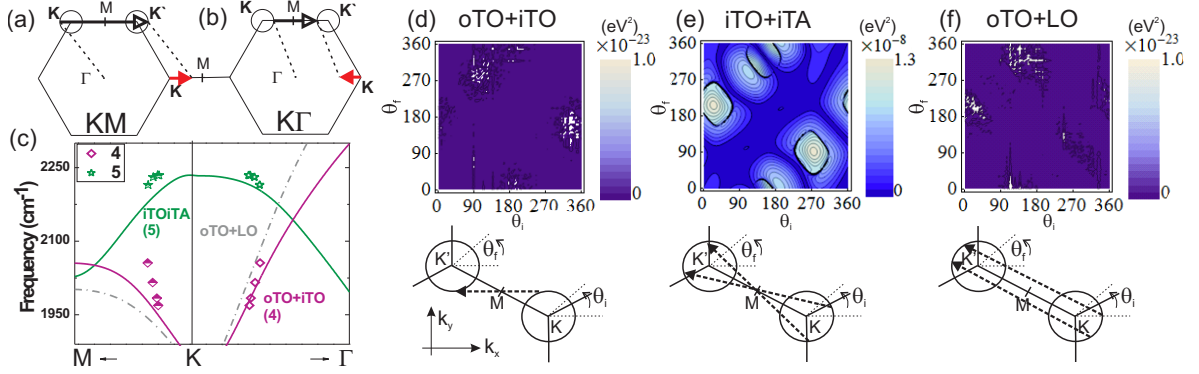 (a)
K
M
K`
Γ
M
K
KM
(b)
K
K`
Γ
K
KΓ
(c)
4
5
iTOiTA
(5)
oTO+LO
oTO+iTO
(4)
Frequency (cm-1)
2250
2100
1950
M ←
K
→ Γ
(d)
oTO+iTO
(eV²)
×10⁻²³
1.0
0
360
270
180
90
0
θf
0 90 180 270 360
θi
K'
θf
M
K
θi
ky
kx
(e)
iTO+iTA
(eV²)
×10⁻⁸
1.3
0
360
270
180
90
0
θf
0 90 180 270 360
θi
K'
θf
M
K
θi
(f)
oTO+LO
(eV²)
×10⁻²³
1.0
0
360
270
180
90
0
θf
0 90 180 270 360
θi
K'
θf
M
K
θi